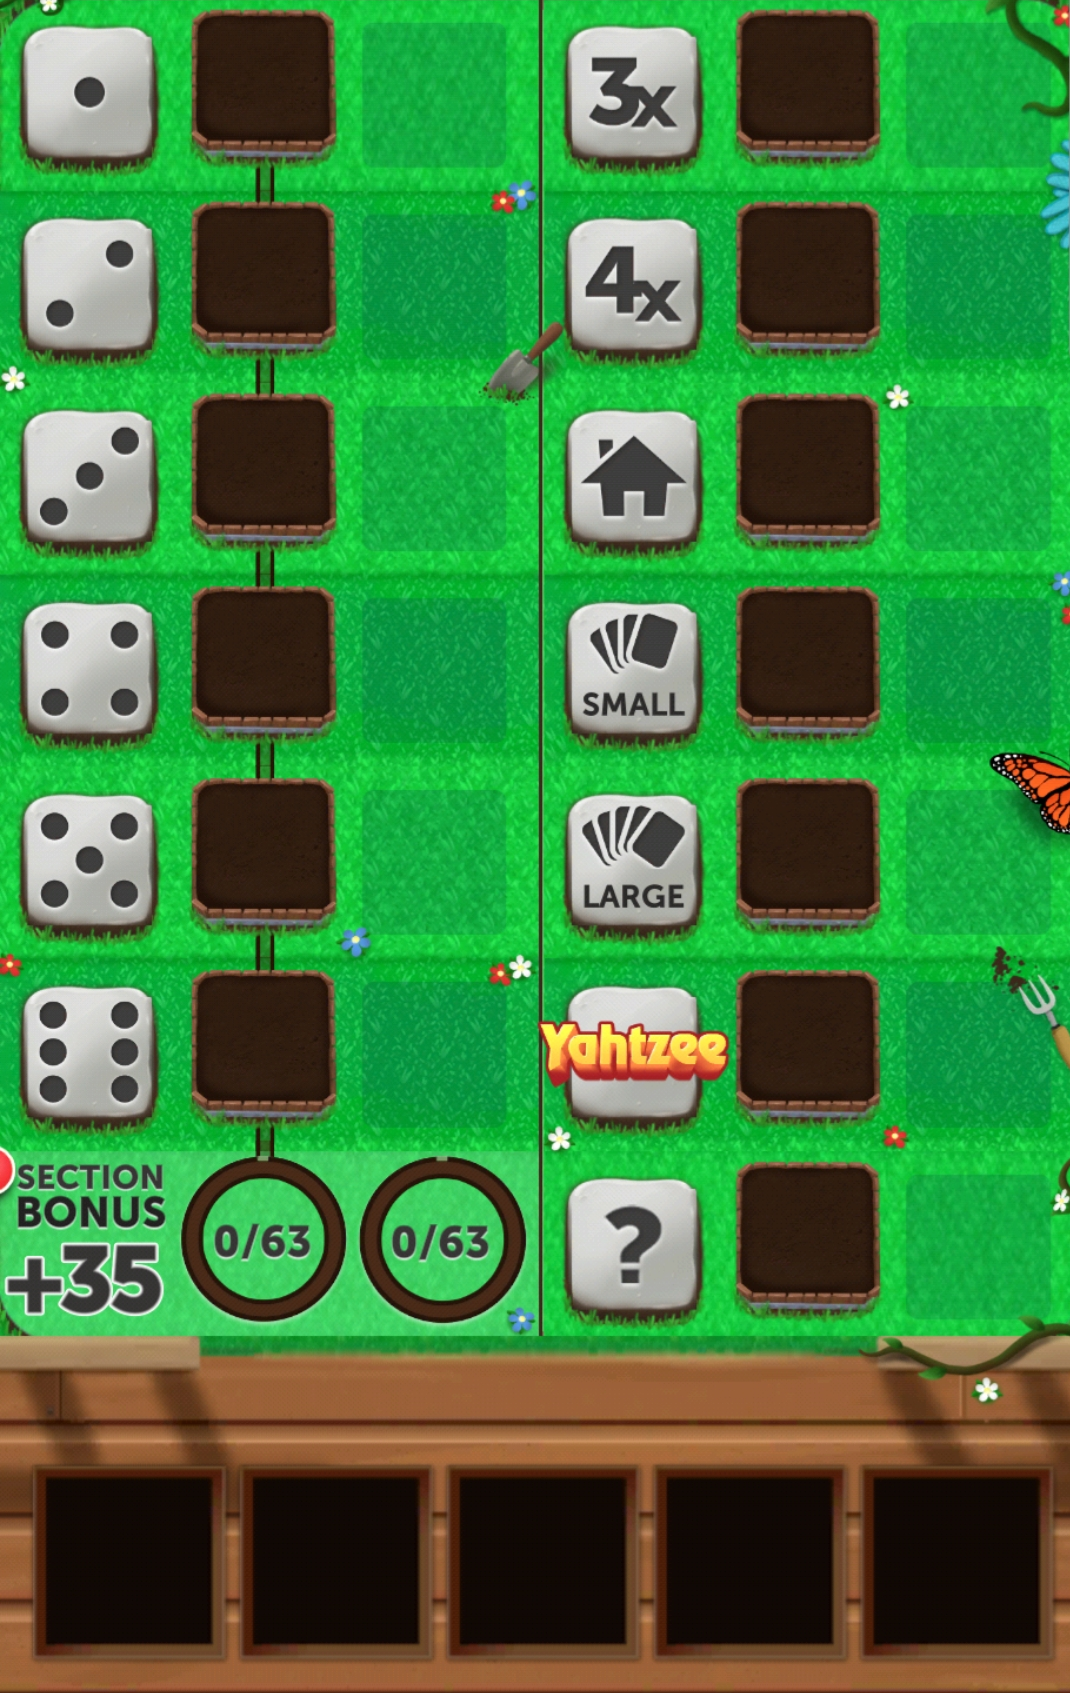 3x
4x
SMALL
LARGE
Yahtzee
SECTION
BONUS
+35
0/63
0/63
?